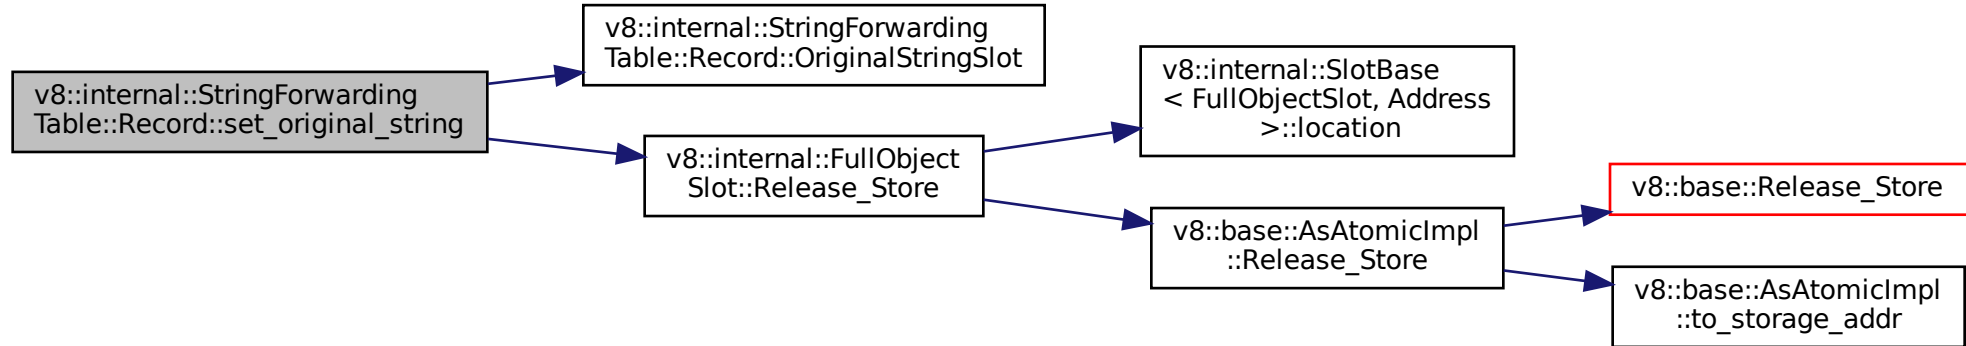 v8::internal::StringForwarding
Table::Record::set_original_string
v8::internal::StringForwarding
Table::Record::OriginalStringSlot
v8::internal::FullObject
Slot::Release_Store
v8::internal::SlotBase
< FullObjectSlot, Address
>::location
v8::base::AsAtomicImpl
::Release_Store
v8::base::Release_Store
v8::base::AsAtomicImpl
::to_storage_addr